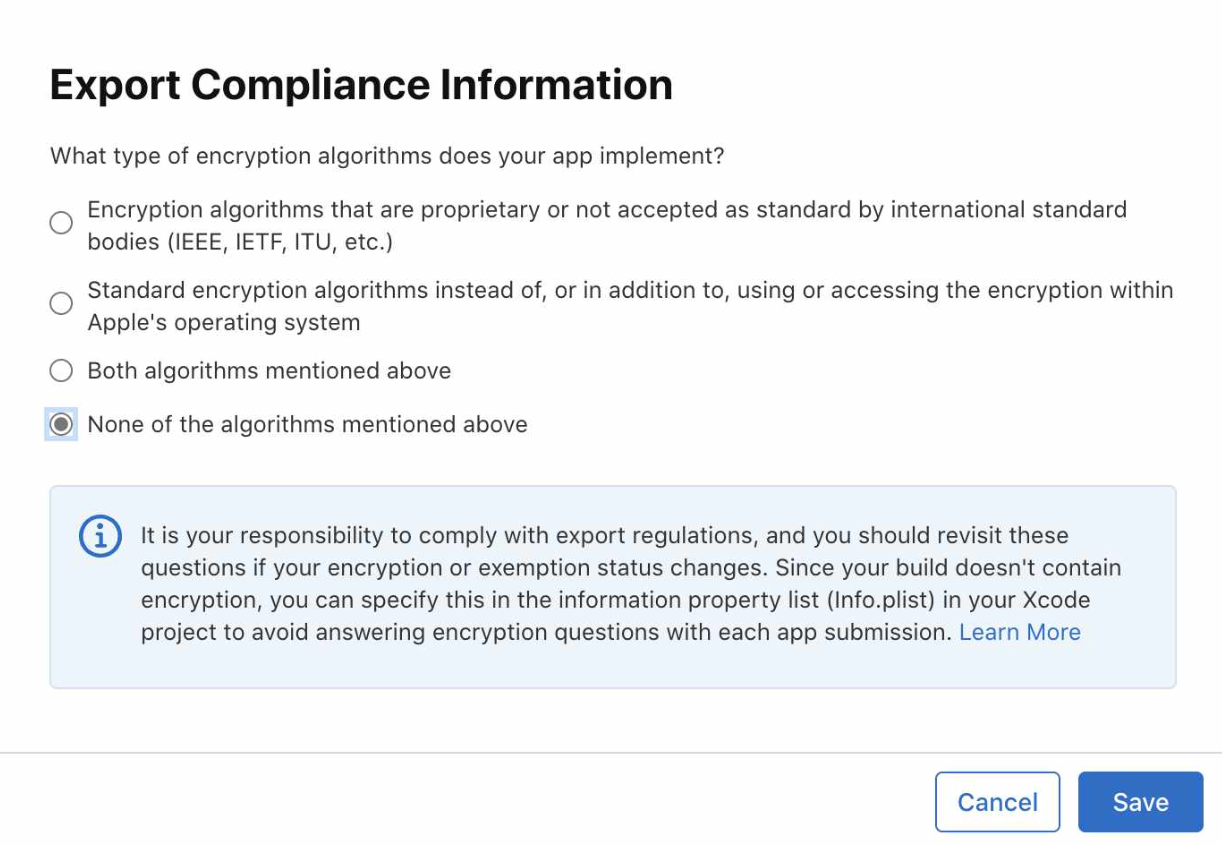 Export Compliance Information
What type of encryption algorithms does your app implement?
Encryption algorithms that are proprietary or not accepted as standard by international standard
bodies (IEEE, IETF, ITU, etc.)
Standard encryption algorithms instead of, or in addition to, using or accessing the encryption within
Apple's operating system
Both algorithms mentioned above
None of the algorithms mentioned above
It is your responsibility to comply with export regulations, and you should revisit these
questions if your encryption or exemption status changes. Since your build doesn't contain
encryption, you can specify this in the information property list (Info.plist) in your Xcode
project to avoid answering encryption questions with each app submission. Learn More
Cancel Save